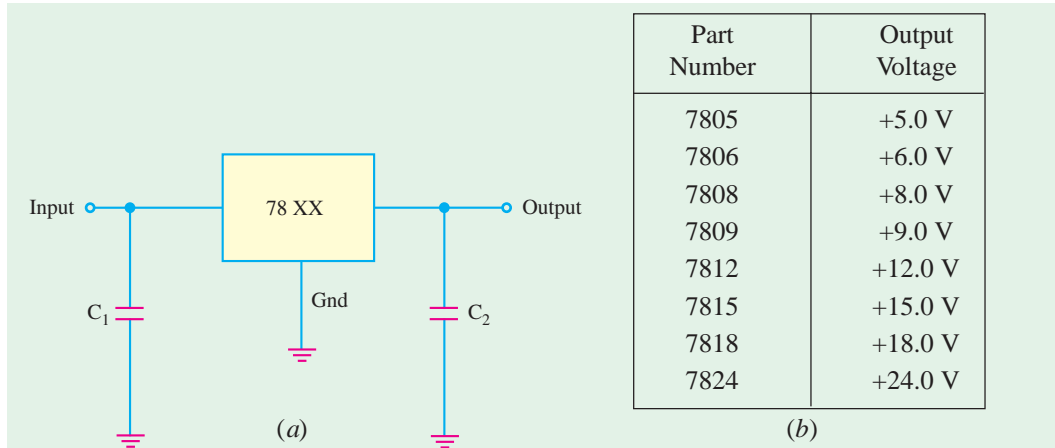 Input
78 XX
Output
Gnd
C1
C2
(a)
Part Number
Output Voltage
7805 +5.0 V
7806 +6.0 V
7808 +8.0 V
7809 +9.0 V
7812 +12.0 V
7815 +15.0 V
7818 +18.0 V
7824 +24.0 V
(b)